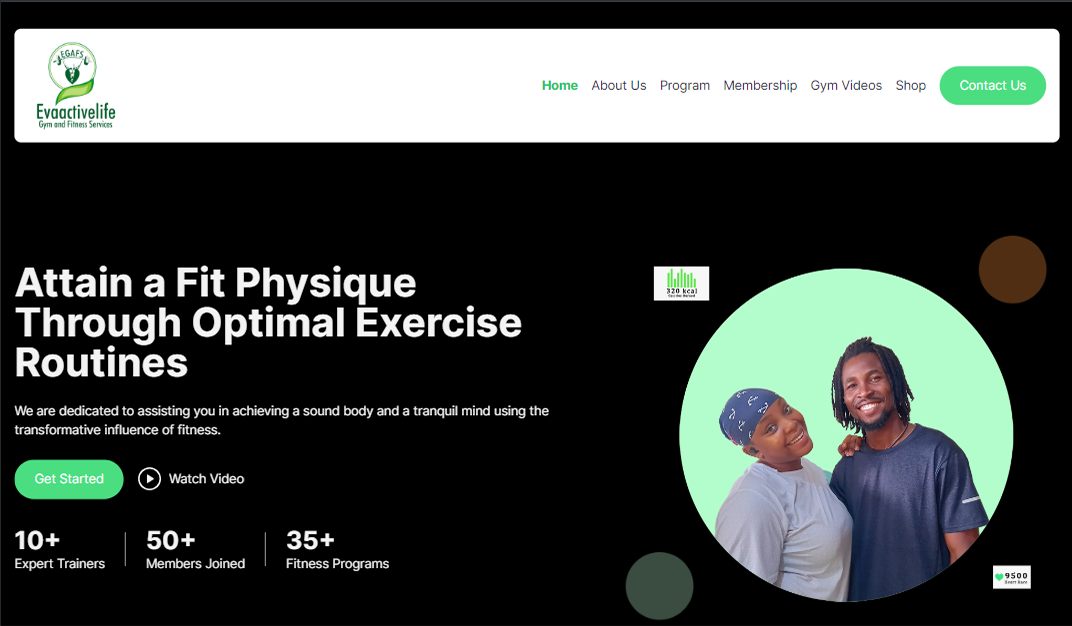 EGAFS
Evaactivelife
Gym and Fitness Services
Home About Us Program Membership Gym Videos Shop Contact Us
Attain a Fit Physique
Through Optimal Exercise
Routines
We are dedicated to assisting you in achieving a sound body and a tranquil mind using the
transformative influence of fitness.
Get Started Watch Video
10+ 50+ 35+
Expert Trainers Members Joined Fitness Programs
320 kcal
9500